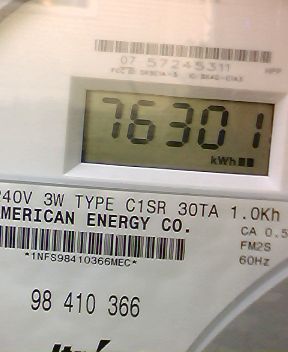 07 57245311
76301
kWh
240V 3W TYPE C1SR 30TA 1.0Kh
AMERICAN ENERGY CO.
CA 0.5
*1NFS98410366MEC*
FM2S
60Hz
98 410 366